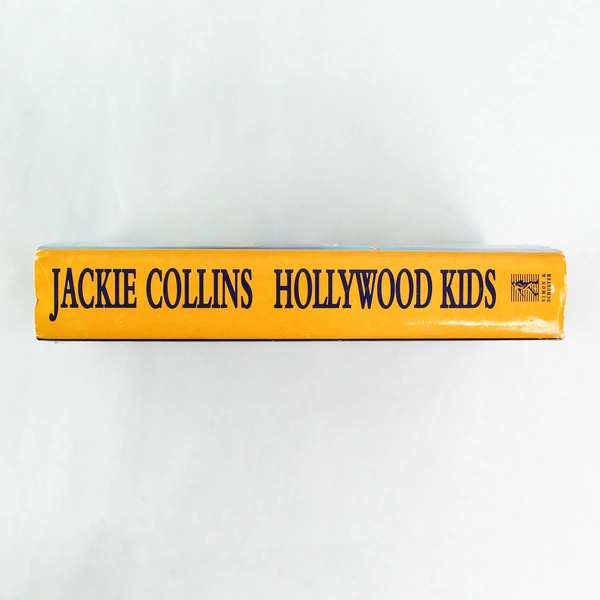 JACKIE COLLINS HOLLYWOOD KIDS
SIMON &
SCHUSTER